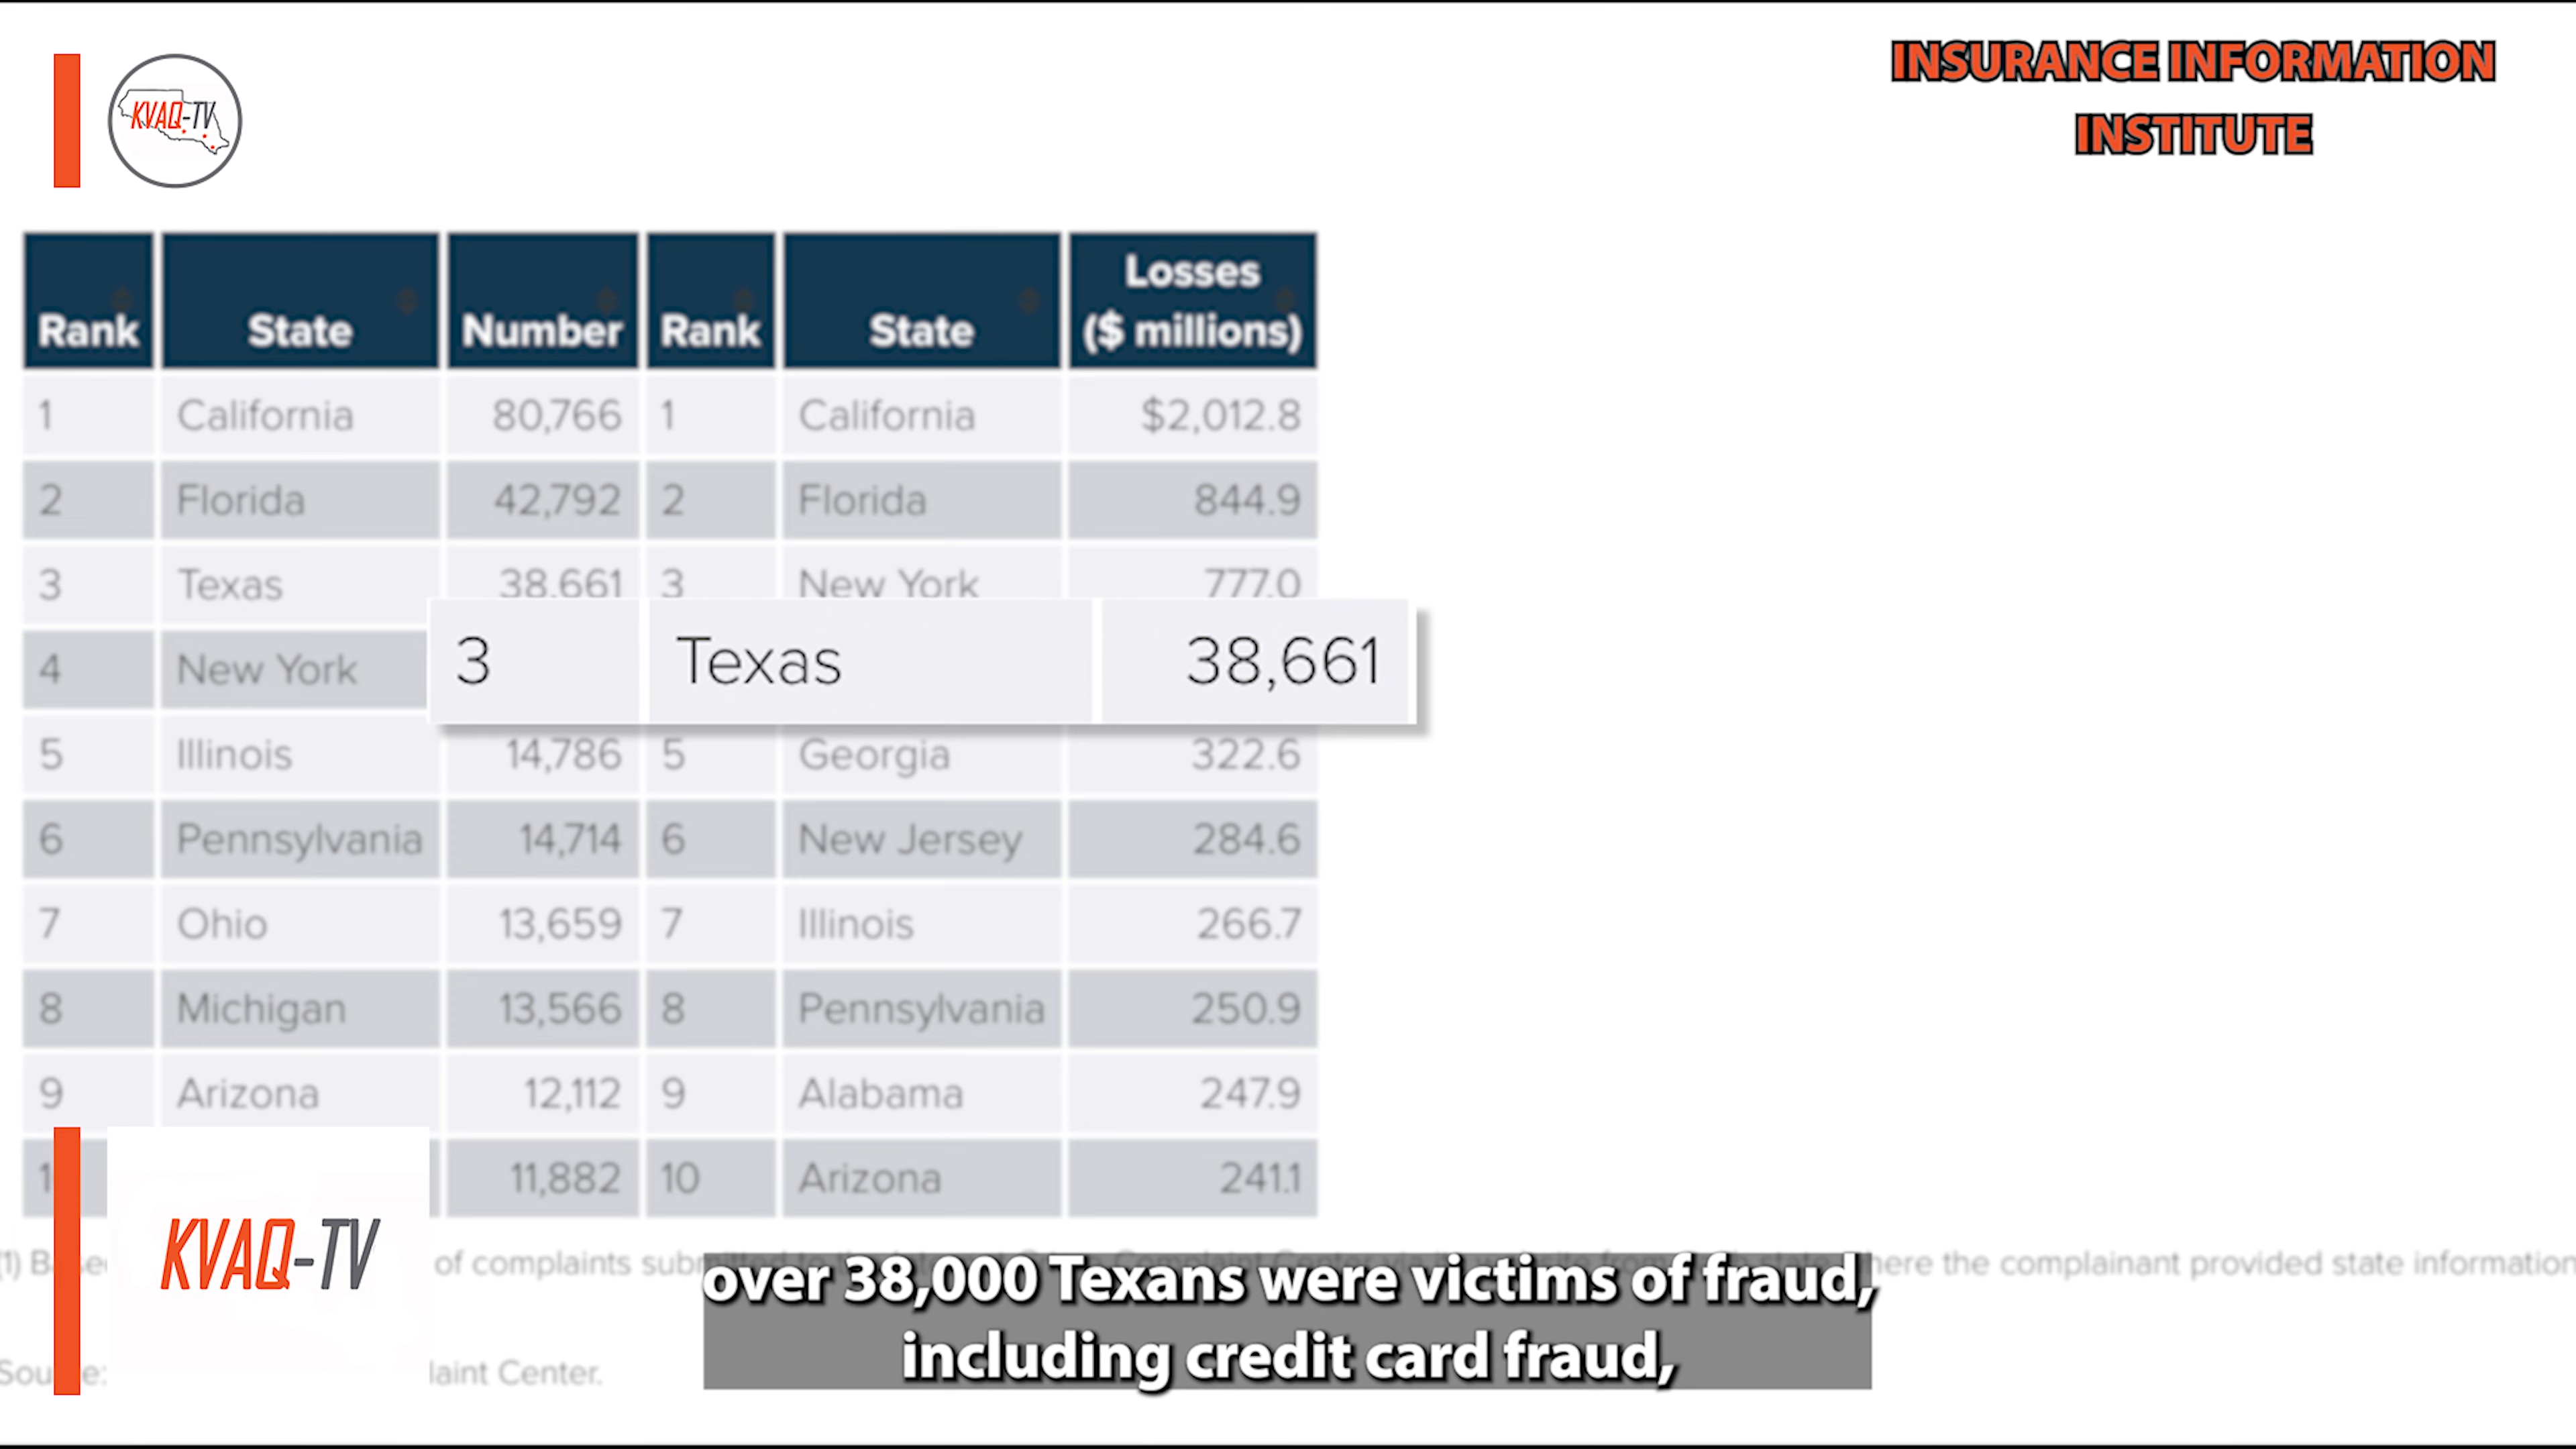 KVAQ-TV
INSURANCE INFORMATION
INSTITUTE
Rank State Number Rank State Losses ($ millions)
1 California 80,766 1 California $2,012.8
2 Florida 42,792 2 Florida 844.9
3 Texas 38,661 3 New York 777.0
4 New York
3 Texas 38,661
5 Illinois 14,786 5 Georgia 322.6
6 Pennsylvania 14,714 6 New Jersey 284.6
7 Ohio 13,659 7 Illinois 266.7
8 Michigan 13,566 8 Pennsylvania 250.9
9 Arizona 12,112 9 Alabama 247.9
11,882 10 Arizona 241.1
KVAQ-TV
(1) of complaints submitted here the complainant provided state information
over 38,000 Texans were victims of fraud,
including credit card fraud,
Center.